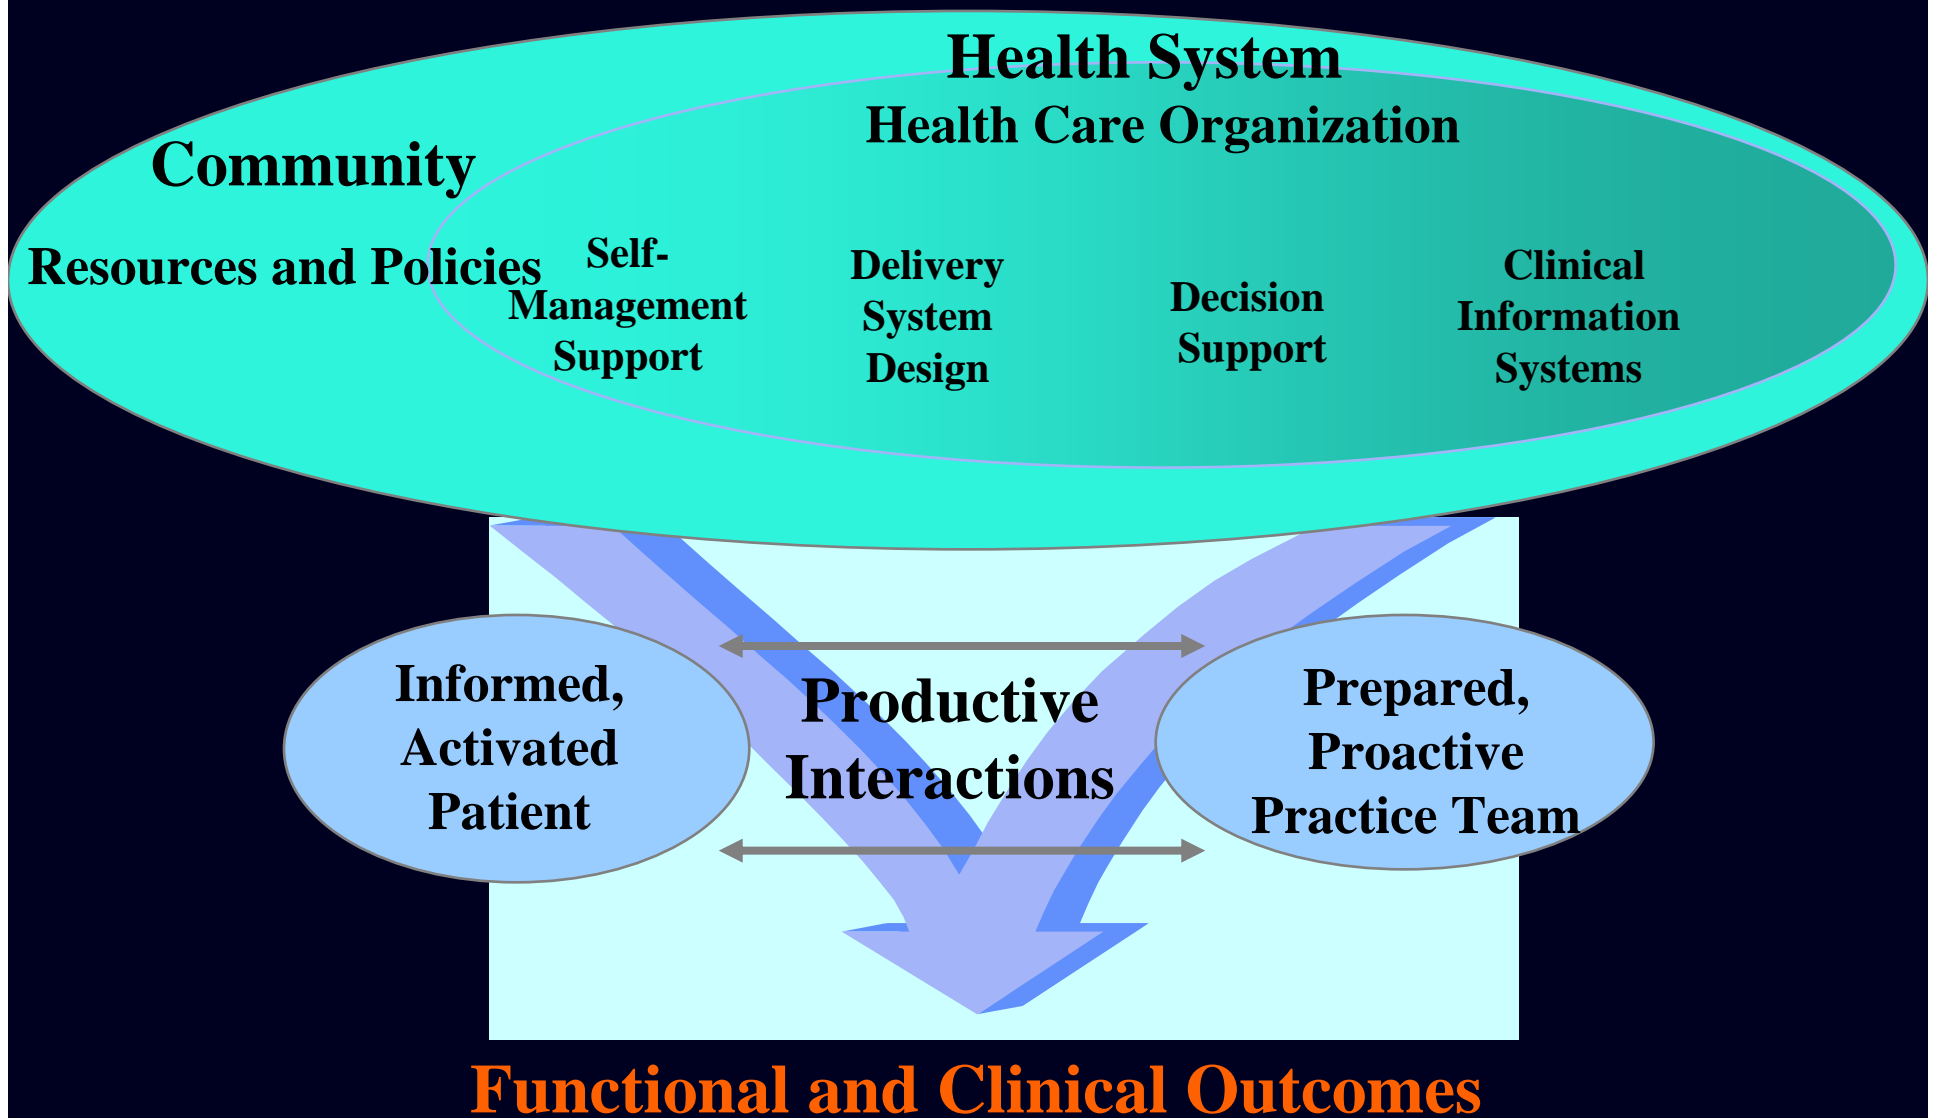 Health System
Health Care Organization
Community
Resources and Policies
Self-
Management
Support
Delivery
System
Design
Decision
Support
Clinical
Information
Systems
Informed,
Activated
Patient
Productive
Interactions
Prepared,
Proactive
Practice Team
Functional and Clinical Outcomes